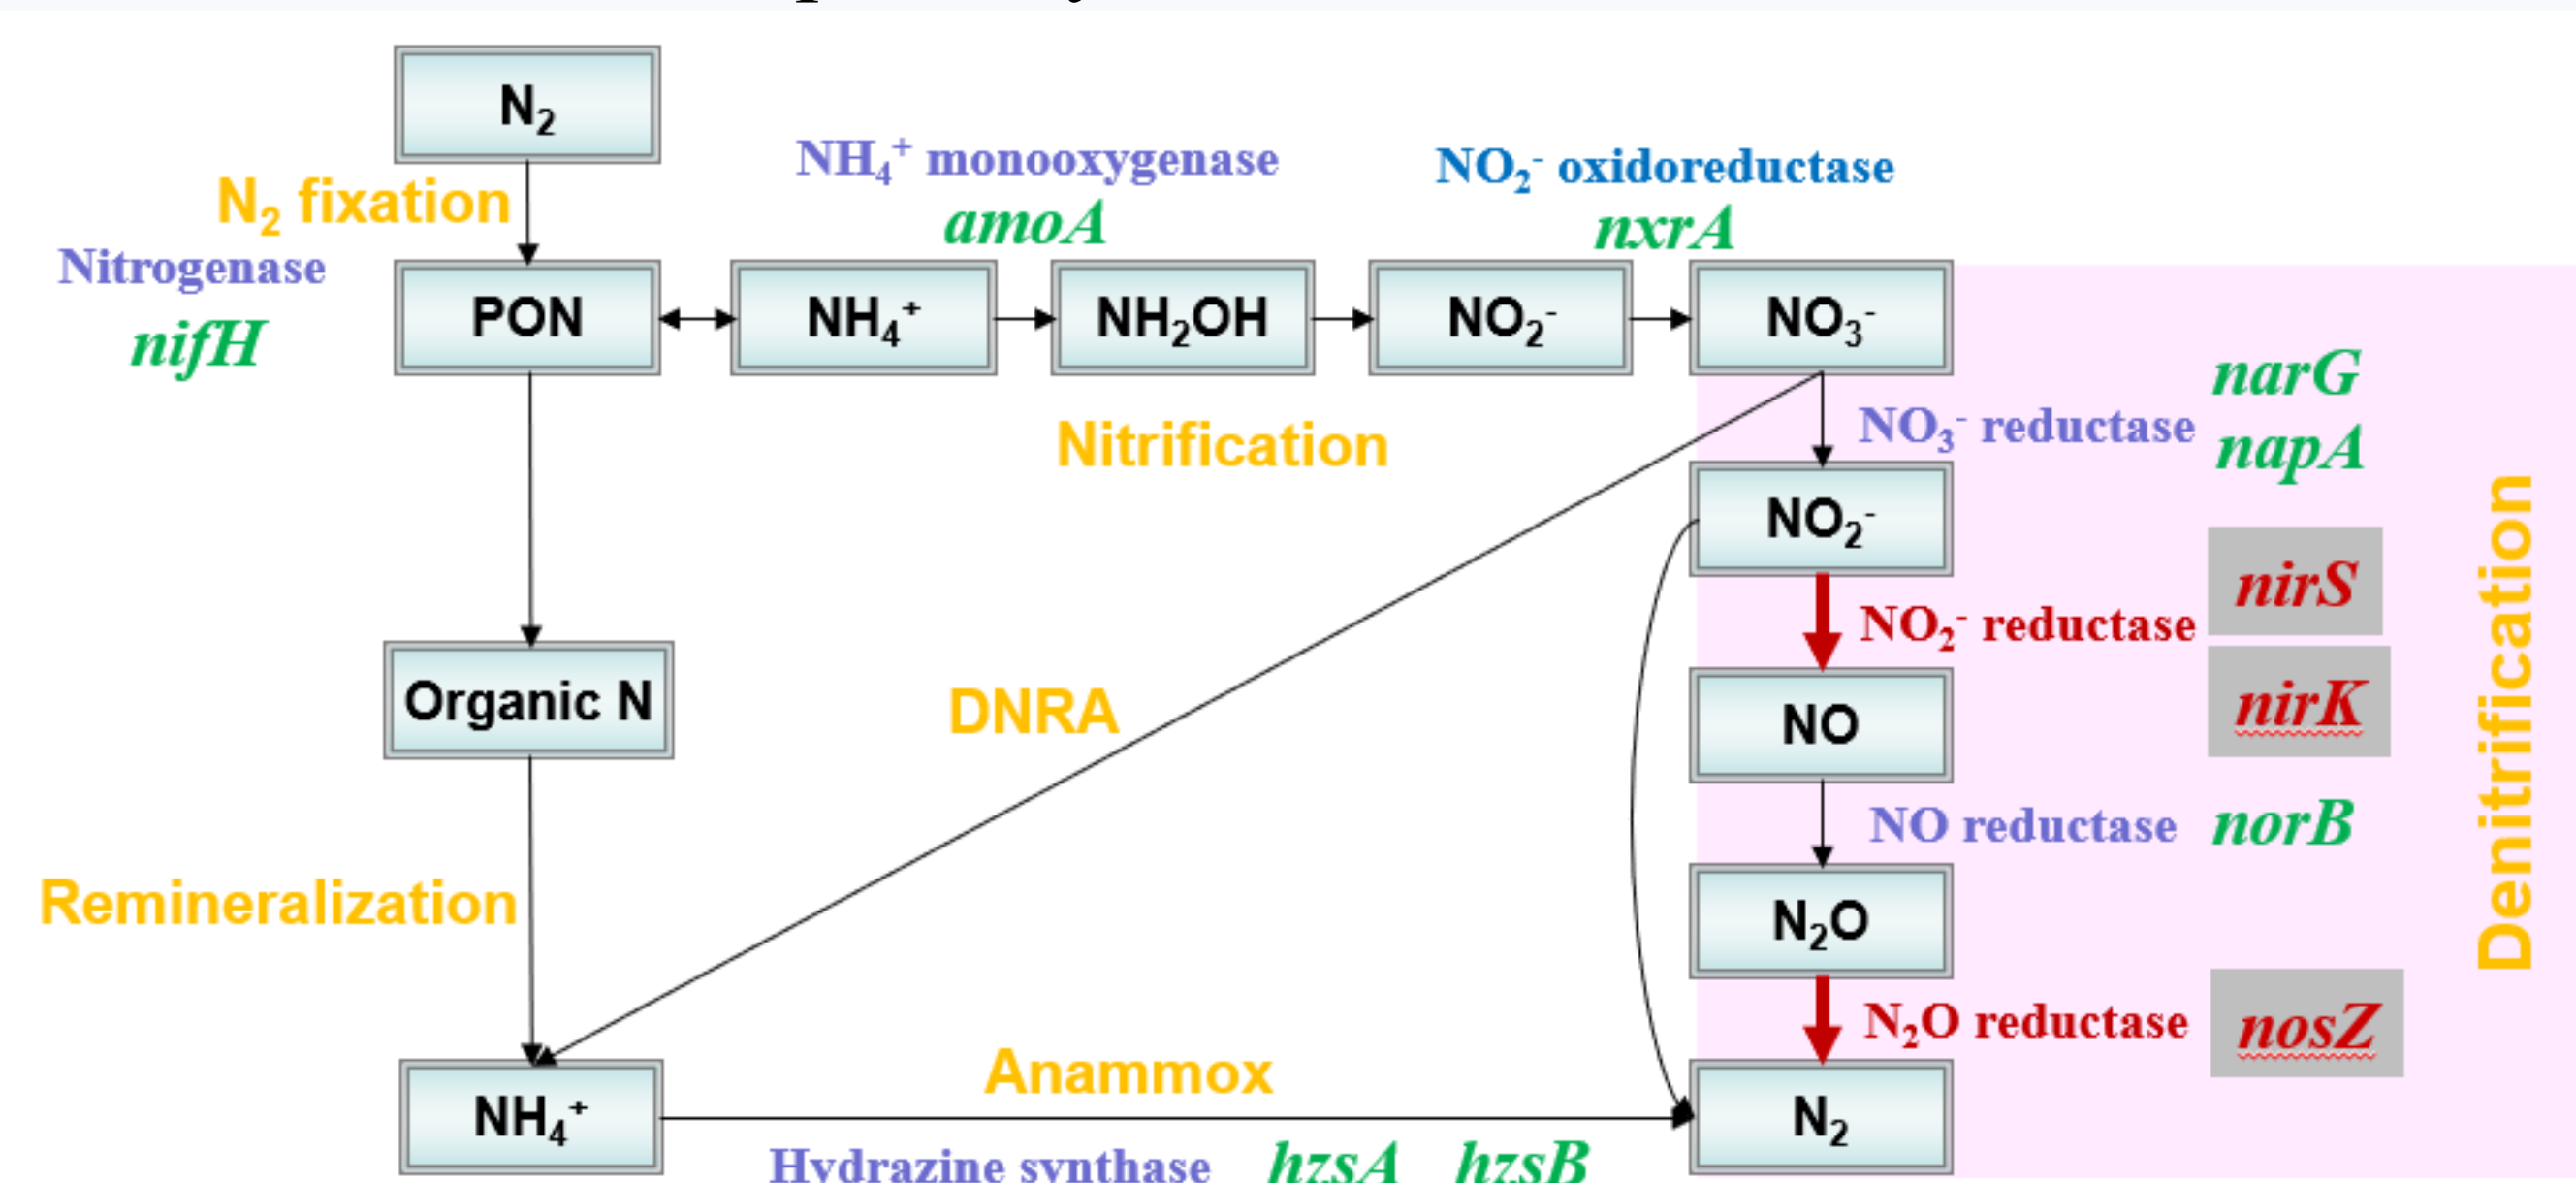 N₂
N₂ fixation
Nitrogenase
nifH
NH₄⁺ monooxygenase
amoA
NO₂⁻ oxidoreductase
nxrA
PON
NH₄⁺
NH₂OH
NO₂⁻
NO₃⁻
Nitrification
NO₃⁻ reductase
narG
napA
NO₂⁻
NO₂⁻ reductase
nirS
nirK
Organic N
DNRA
NO
NO reductase
norB
Denitrification
Remineralization
N₂O
N₂O reductase
nosZ
Anammox
NH₄⁺
N₂
Hydrazine synthase
hzsA hzsB